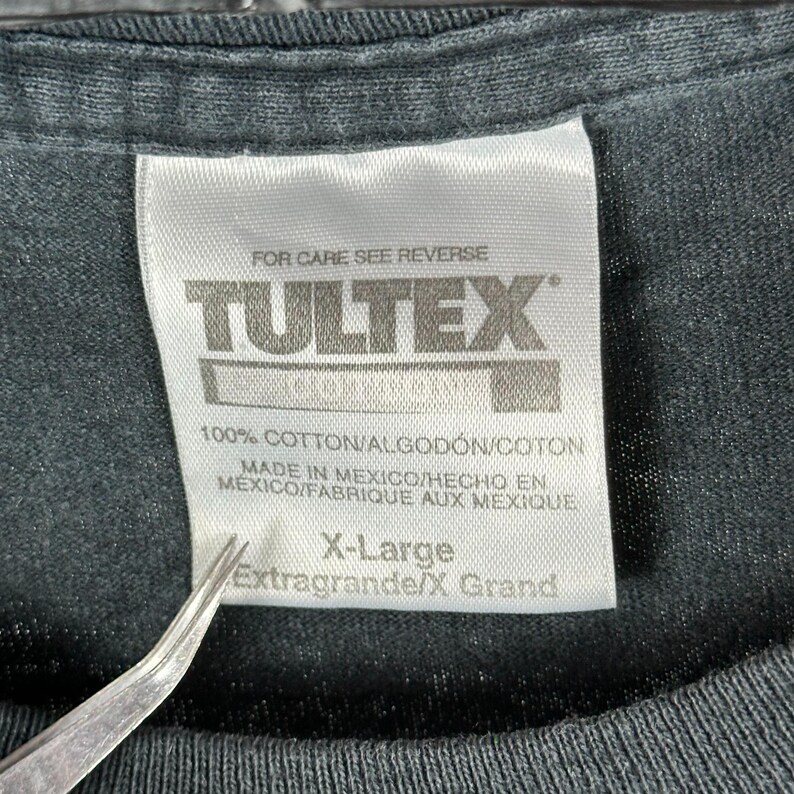 FOR CARE SEE REVERSE
TULTEX®
100% COTTON/ALGODÓN/COTON
MADE IN MEXICO/HECHO EN
MÉXICO/FABRIQUE AUX MEXIQUE
X-Large
Extragrande/X Grand